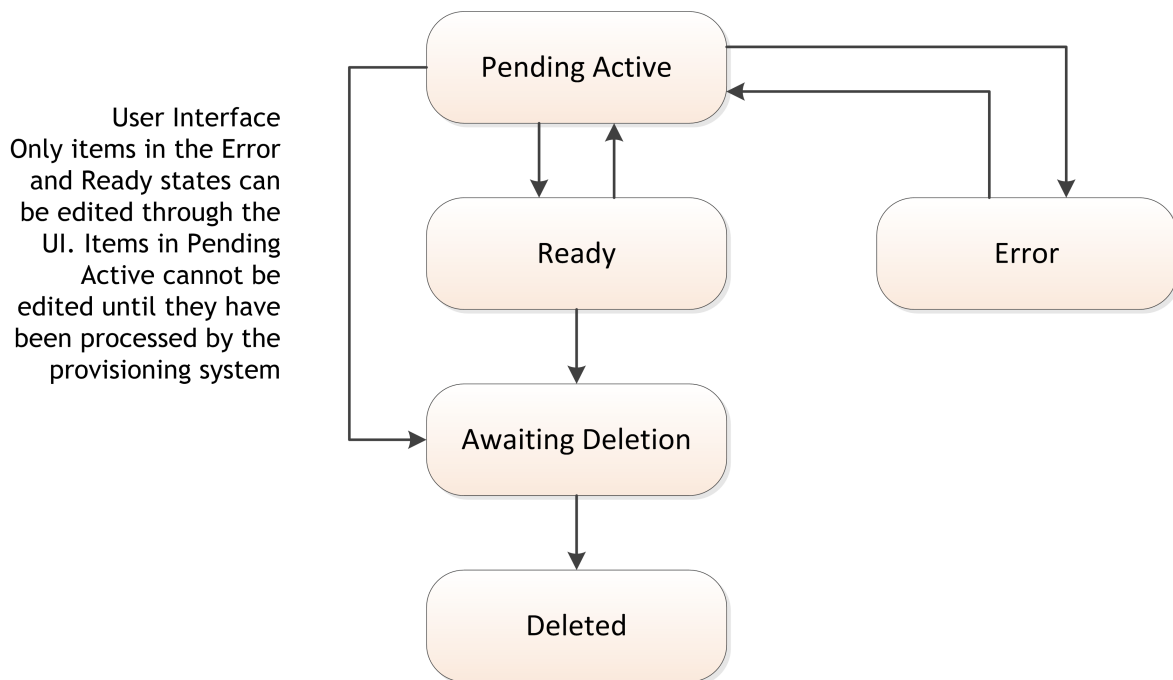 Pending Active
User Interface
Only items in the Error
and Ready states can
be edited through the
UI. Items in Pending
Active cannot be
edited until they have
been processed by the
provisioning system
Ready
Error
Awaiting Deletion
Deleted